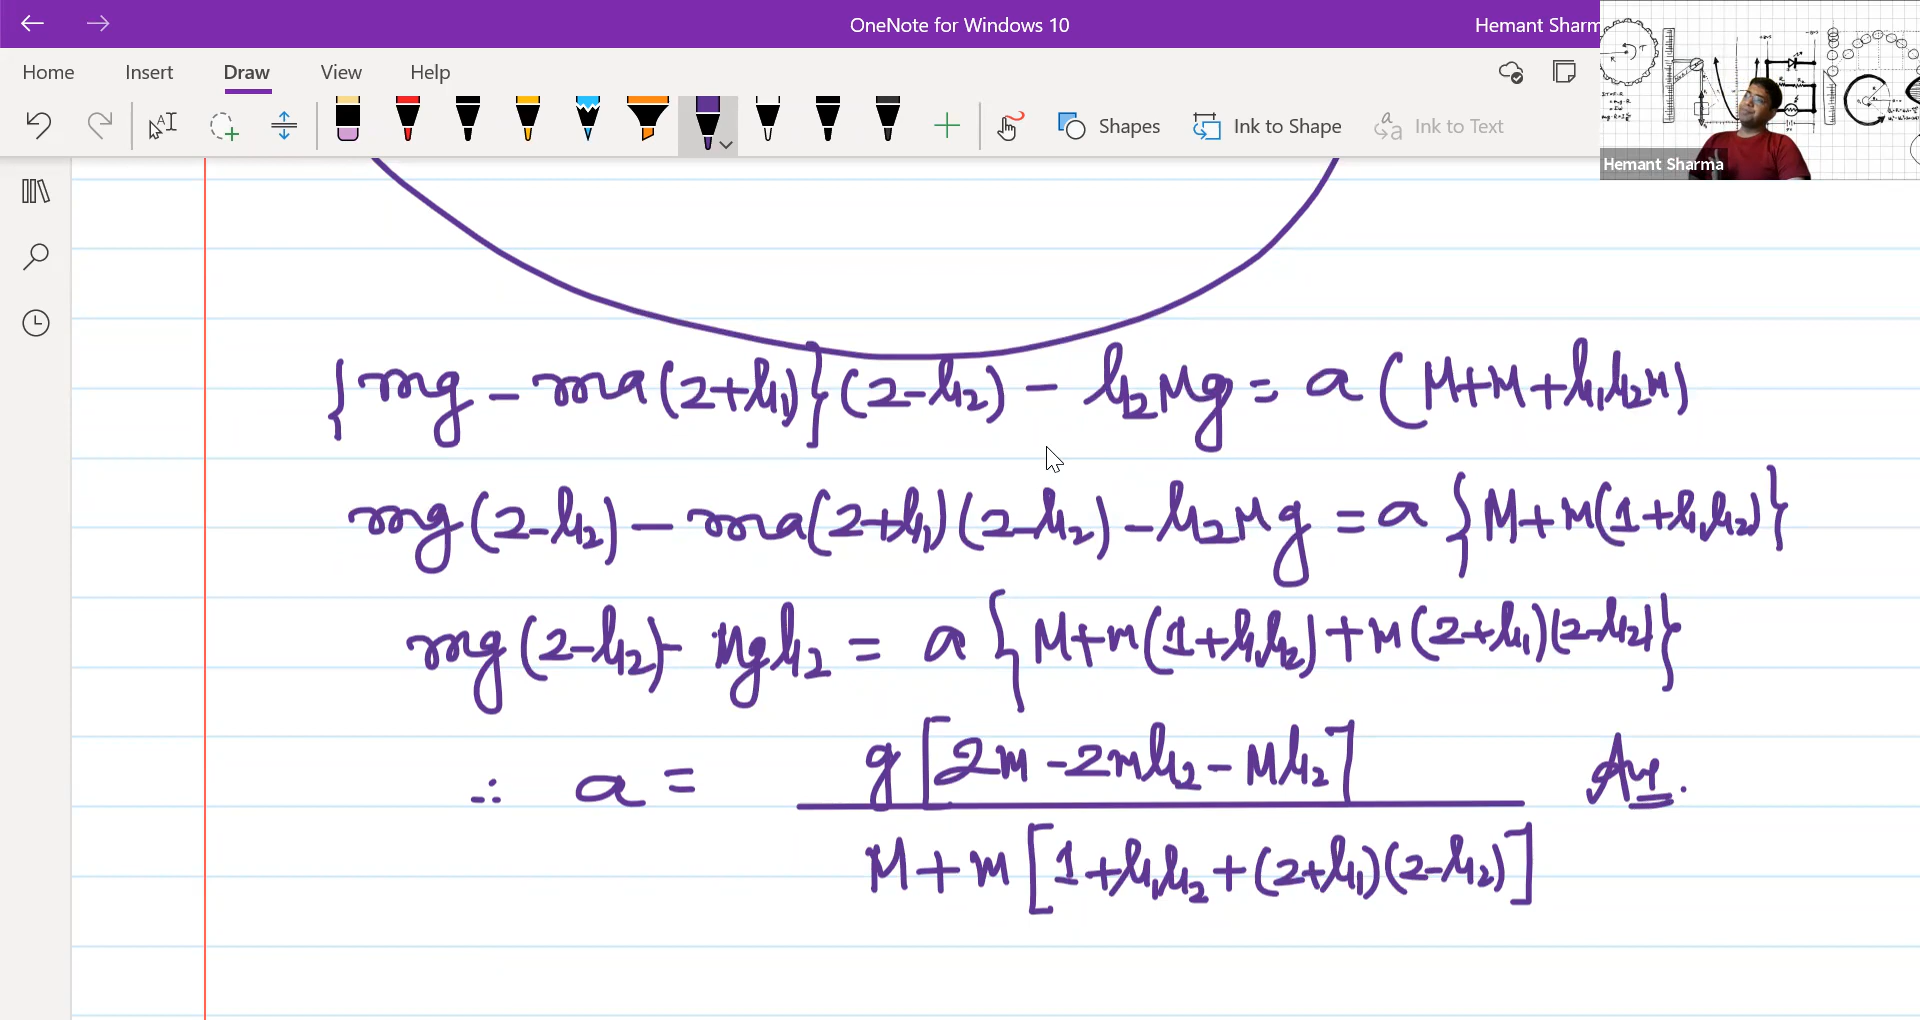 OneNote for Windows 10
Hemant Sharm
Home Insert Draw View Help
Shapes Ink to Shape Ink to Text
Hemant Sharma
{mg - ma(2+μ₁)}(2-μ₂) - μ₂Mg = a (M+m+μ₁μ₂m)
mg(2-μ₂) - ma(2+μ₁)(2-μ₂) - μ₂Mg = a {M+m(1+μ₁μ₂)}
mg(2-μ₂) - Mgμ₂ = a {M+m(1+μ₁μ₂)+m(2+μ₁)(2-μ₂)}
∴ a = g[2m - 2mμ₂ - Mμ₂] Ans.
M+m[1+μ₁μ₂+(2+μ₁)(2-μ₂)]